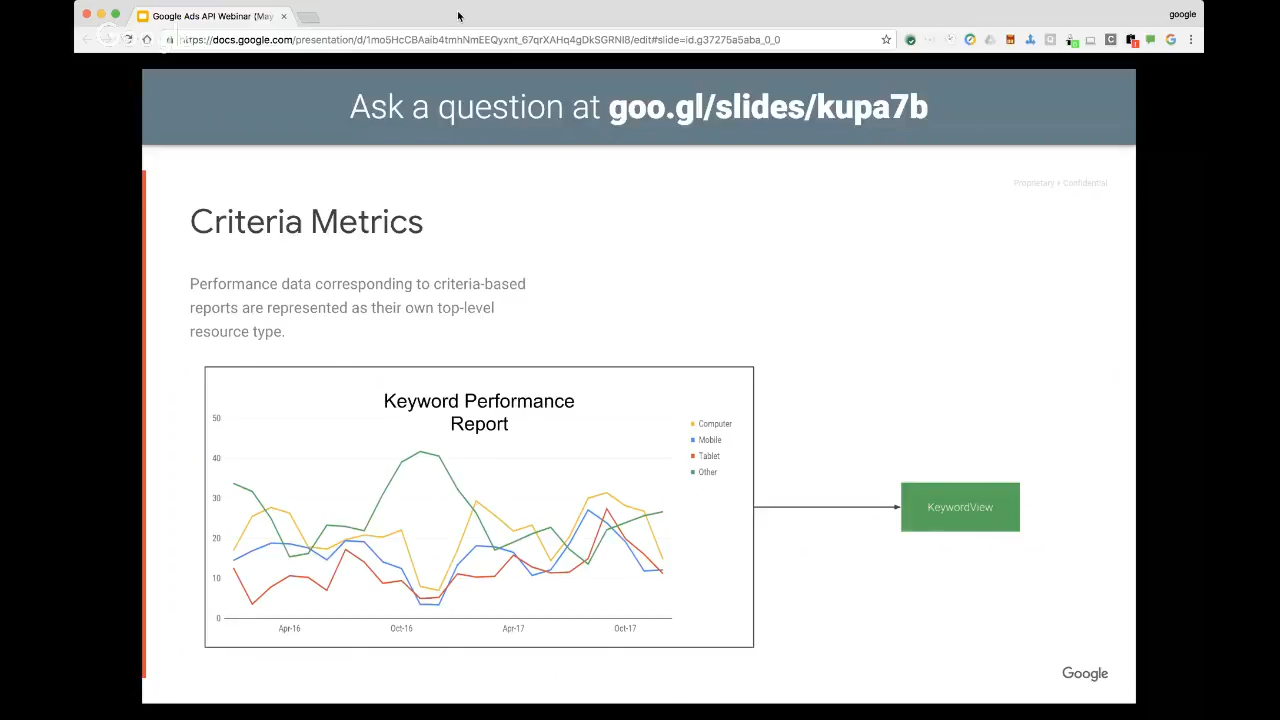 Google Ads API Webinar (May
google
https://docs.google.com/presentation/d/1mo5HcCBAaib4tmhNmEEQyxnt_67qrXAHq4gDkSGRNI8/edit#slide=id.g37275a5aba_0_0
Ask a question at goo.gl/slides/kupa7b
Proprietary + Confidential
Criteria Metrics
Performance data corresponding to criteria-based
reports are represented as their own top-level
resource type.
Keyword Performance
Report
50
40
30
20
10
0
Computer
Mobile
Tablet
Other
Apr-16
Oct-16
Apr-17
Oct-17
KeywordView
Google